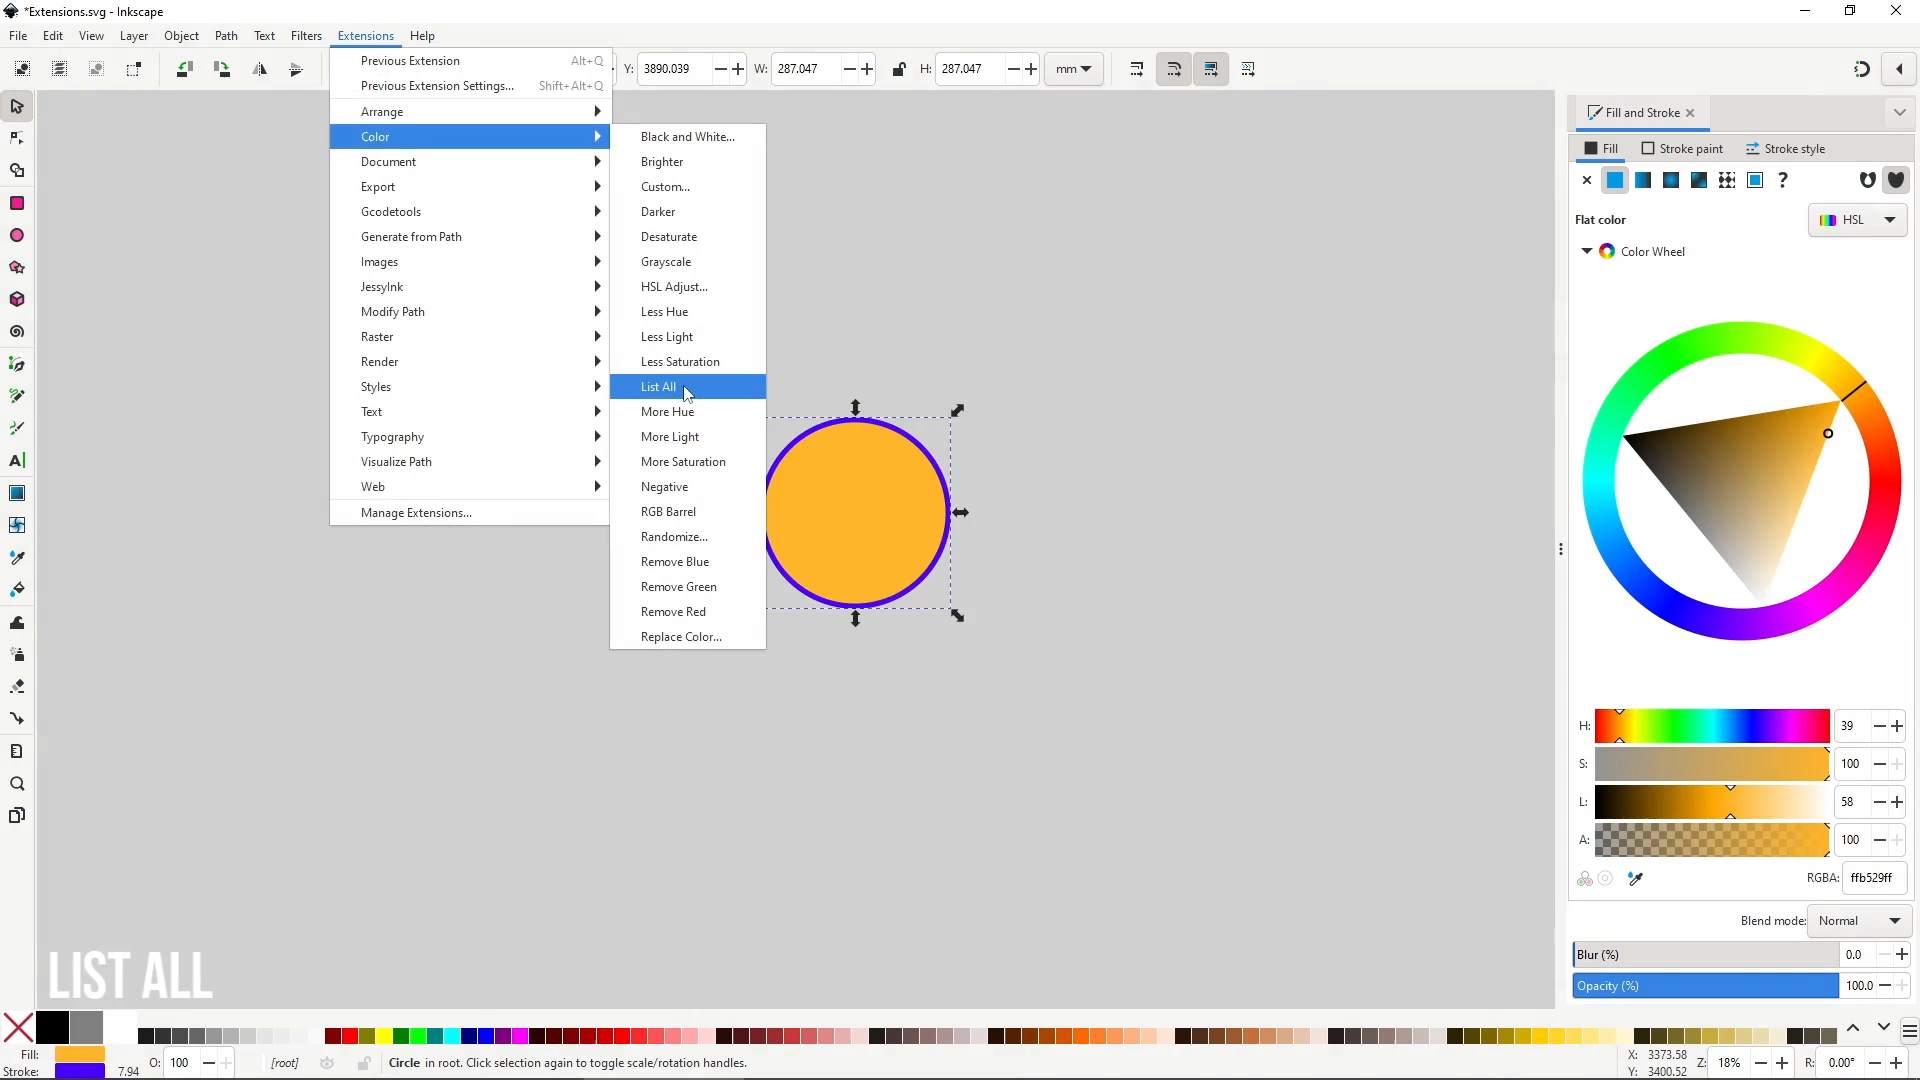 *Extensions.svg - Inkscape
File Edit View Layer Object Path Text Filters Extensions Help
Y: 3890.039 W: 287.047 H: 287.047 mm
Previous Extension Alt+Q
Previous Extension Settings... Shift+Alt+Q
Arrange
Color
Document
Export
Gcodetools
Generate from Path
Images
JessyInk
Modify Path
Raster
Render
Styles
Text
Typography
Visualize Path
Web
Manage Extensions...
Black and White...
Brighter
Custom...
Darker
Desaturate
Grayscale
HSL Adjust...
Less Hue
Less Light
Less Saturation
List All
More Hue
More Light
More Saturation
Negative
RGB Barrel
Randomize...
Remove Blue
Remove Green
Remove Red
Replace Color...
Fill and Stroke
Fill Stroke paint Stroke style
Flat color HSL
Color Wheel
H: 39
S: 100
L: 58
A: 100
RGBA: ffb529ff
Blend mode: Normal
Blur (%) 0.0
Opacity (%) 100.0
LIST ALL
Fill: O: 100 [root] Circle in root. Click selection again to toggle scale/rotation handles. X: 3373.58 Z: 18% R: 0.00°
Stroke: 7.94 Y: 3400.52